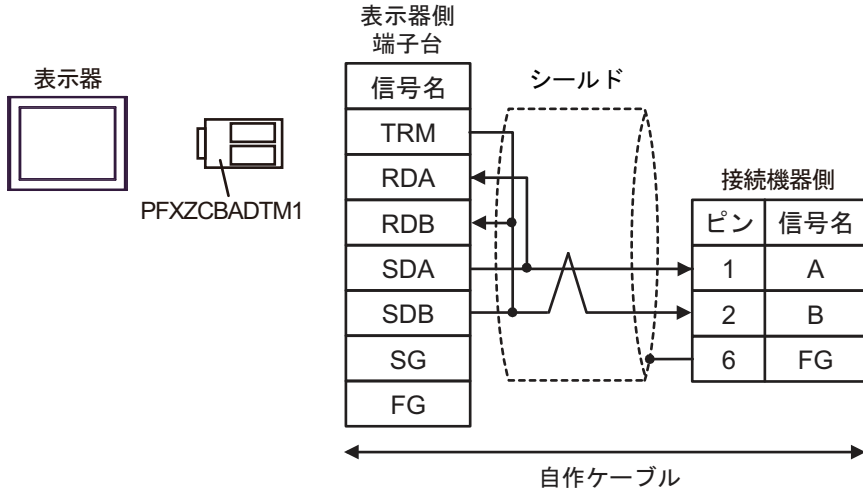 表示器
PFXZCBADTM1
表示器側
端子台
信号名
TRM
RDA
RDB
SDA
SDB
SG
FG
シールド
接続機器側
ピン 信号名
1 A
2 B
6 FG
自作ケーブル